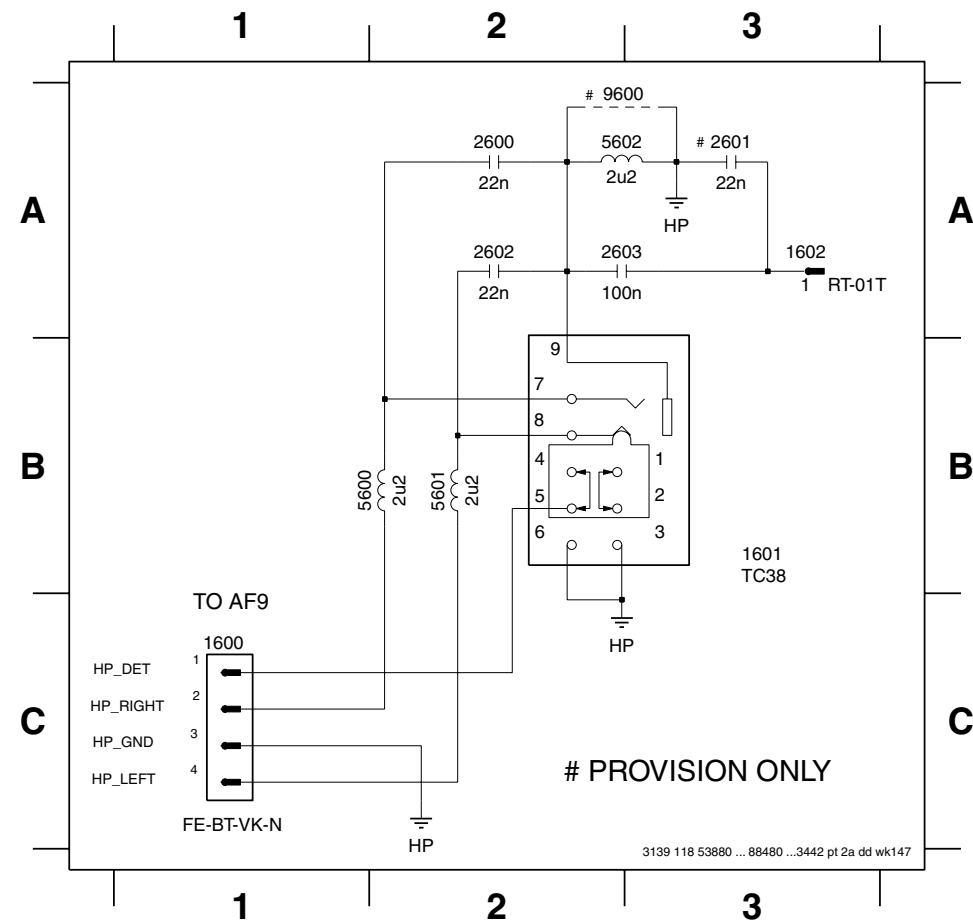 1 2 3
# 9600
2600 5602 # 2601
22n 2u2 22n
A A
HP
2602 2603 1602
22n 100n 1 RT-01T
9
7
8
4 1
B B
5600 2u2 5601 2u2
5 2
6 3
1601
TC38
TO AF9
1600
HP
1
HP_DET
2
HP_RIGHT
C C
3
HP_GND
4
HP_LEFT
# PROVISION ONLY
FE-BT-VK-N
HP
3139 118 53880 ... 88480 ...3442 pt 2a dd wk147
1 2 3